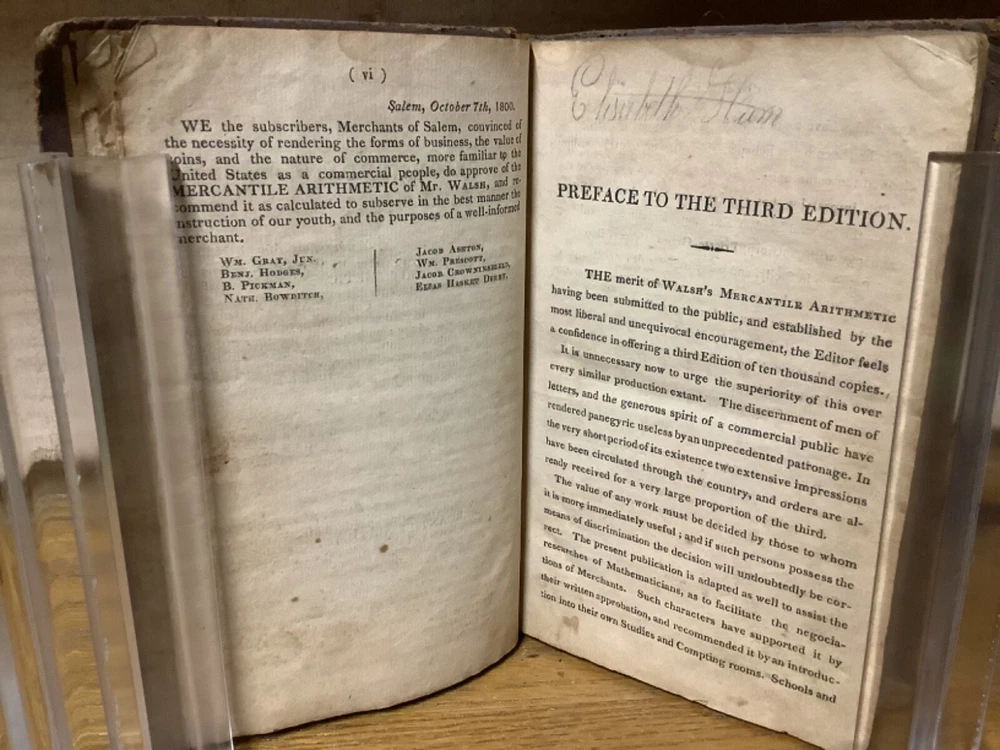 ( vi )
Salem, October 7th, 1800.
WE the subscribers, Merchants of Salem, convinced of
the necessity of rendering the forms of business, the value of
coins, and the nature of commerce, more familiar to the
United States as a commercial people, do approve of the
MERCANTILE ARITHMETIC of Mr. WALSH, and re-
commend it as calculated to subserve in the best manner the
instruction of our youth, and the purposes of a well-informed
merchant.
WM. GRAY, JUN.
BENJ. HODGES,
B. PICKMAN,
NATH. BOWDITCH,
JACOB ASHTON,
WM. PRESCOTT,
JACOB CROWNINSHIELD,
ELIAS HASKET DERBY.
Elisabeth
PREFACE TO THE THIRD EDITION.
THE merit of WALSH'S MERCANTILE ARITHMETIC
having been submitted to the public, and established by the
most liberal and unequivocal encouragement, the Editor feels
a confidence in offering a third Edition of ten thousand copies.
It is unnecessary now to urge the superiority of this over
every similar production extant. The discernment of men of
letters, and the generous spirit of a commercial public have
rendered panegyric useless by an unprecedented patronage. In
the very short period of its existence two extensive impressions
have been circulated through the country, and orders are al-
ready received for a very large proportion of the third.
The value of any work must be decided by those to whom
it is more immediately useful ; and if such persons possess the
means of discrimination the decision will undoubtedly be cor-
rect. The present publication is adapted as well to assist the
researches of Mathematicians, as to facilitate the negocia-
tions of Merchants. Such characters have supported it by
their written approbation, and recommended it by an introduc-
tion into their own Studies and Compting rooms. Schools and